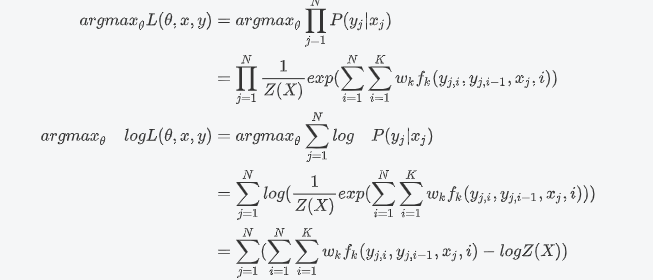 argmax_θ L(θ, x, y) = argmax_θ ∏_{j−1}^{N} P(y_j|x_j)
= ∏_{j=1}^{N} \frac{1}{Z(X)} exp(∑_{i=1}^{N} ∑_{i=1}^{K} w_k f_k(y_{j,i}, y_{j,i−1}, x_j, i))
argmax_θ logL(θ, x, y) = argmax_θ ∑_{j=1}^{N} log P(y_j|x_j)
= ∑_{j=1}^{N} log(\frac{1}{Z(X)} exp(∑_{i=1}^{N} ∑_{i=1}^{K} w_k f_k(y_{j,i}, y_{j,i−1}, x_j, i)))
= ∑_{j=1}^{N} (∑_{i=1}^{N} ∑_{i=1}^{K} w_k f_k(y_{j,i}, y_{j,i−1}, x_j, i) − logZ(X))